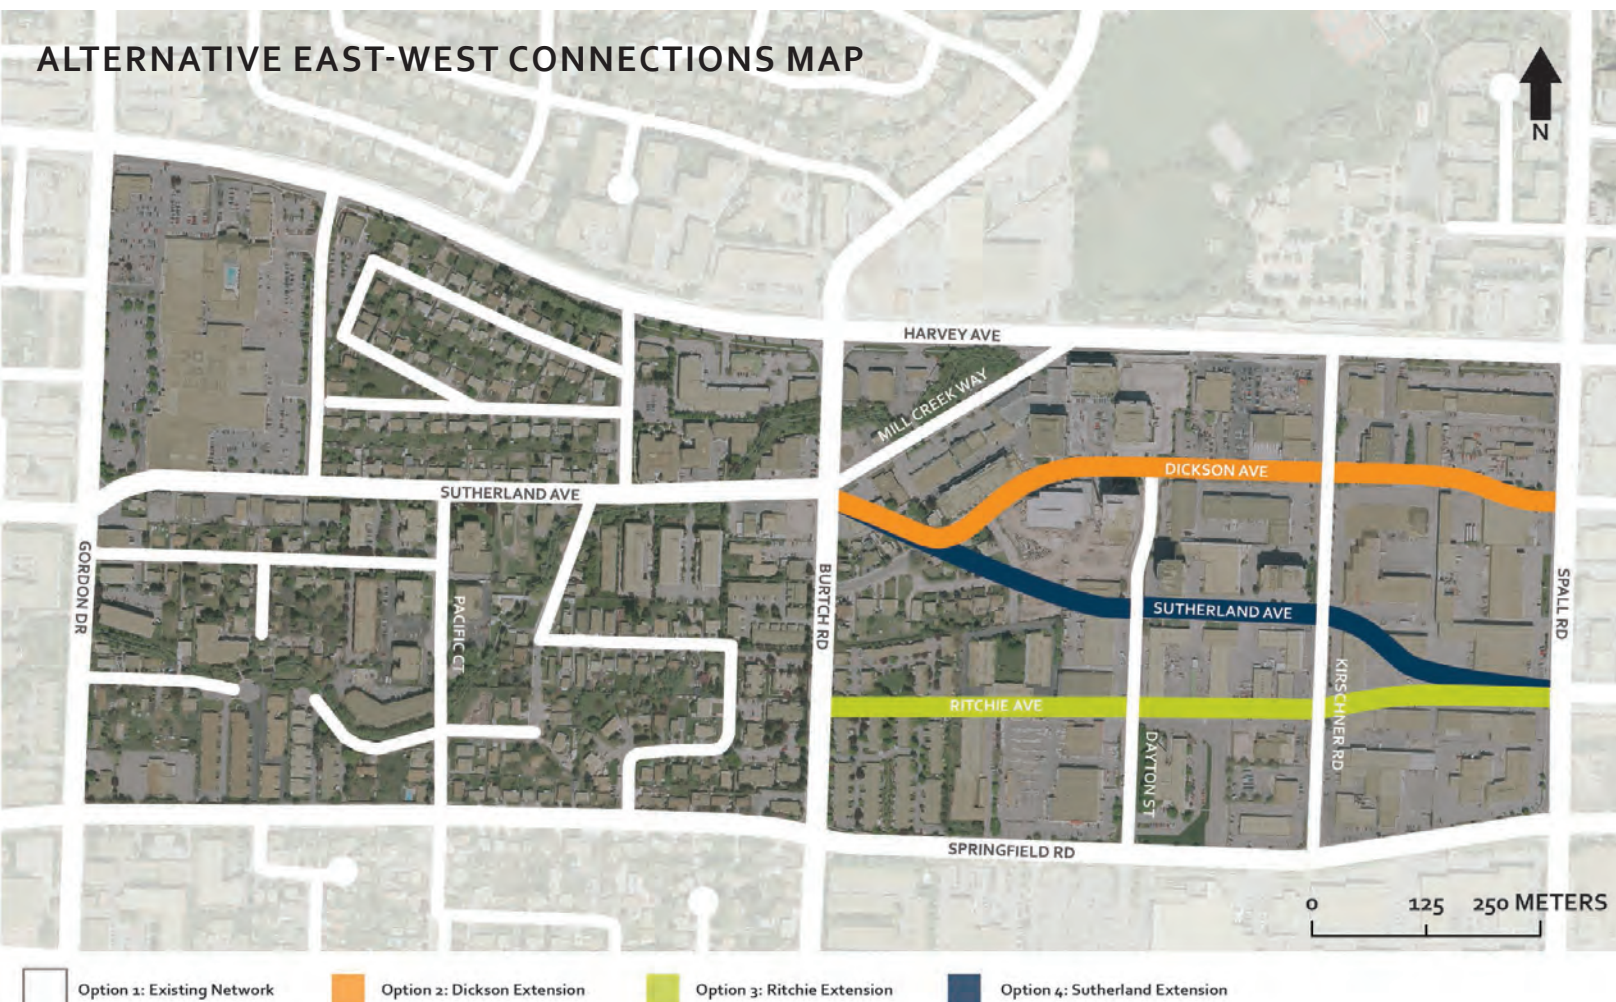 ALTERNATIVE EAST-WEST CONNECTIONS MAP
N
HARVEY AVE
MILL CREEK WAY
DICKSON AVE
SUTHERLAND AVE
GORDON DR
PACIFIC CT
BURTCH RD
SPALL RD
SUTHERLAND AVE
RITCHIE AVE
KIRSCHNER RD
DAYTON ST
SPRINGFIELD RD
0 125 250 METERS
Option 1: Existing Network
Option 2: Dickson Extension
Option 3: Ritchie Extension
Option 4: Sutherland Extension